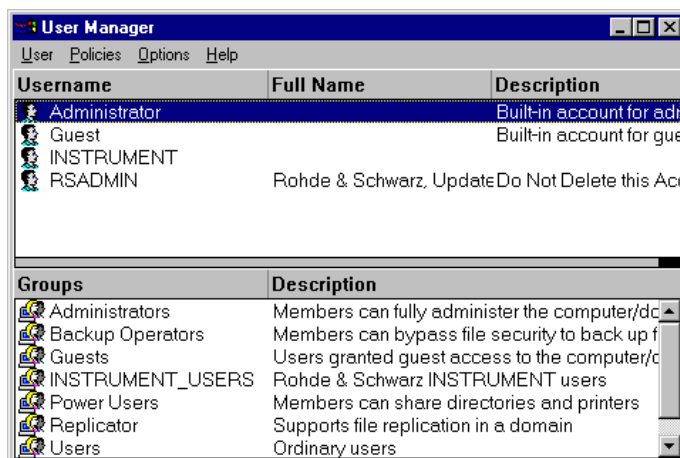 User Manager
User Policies Options Help
Username Full Name Description
Administrator Built-in account for adm
Guest Built-in account for gue
INSTRUMENT
RSADMIN Rohde & Schwarz, Update Do Not Delete this Acc
Groups Description
Administrators Members can fully administer the computer/do
Backup Operators Members can bypass file security to back up f
Guests Users granted guest access to the computer/d
INSTRUMENT_USERS Rohde & Schwarz INSTRUMENT users
Power Users Members can share directories and printers
Replicator Supports file replication in a domain
Users Ordinary users